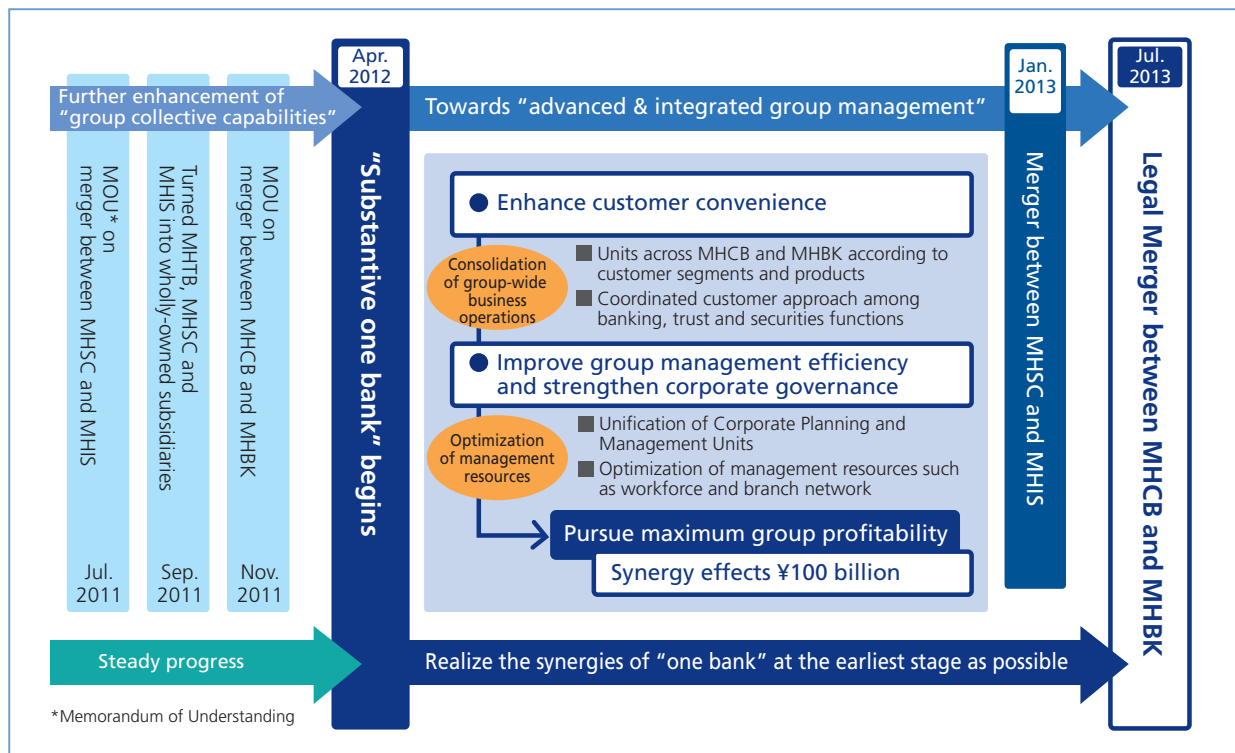 Further enhancement of
“group collective capabilities”
MOU* on
merger between MHSC and MHIS
Jul.
2011
Turned MHTB, MHSC and
MHIS into wholly-owned subsidiaries
Sep.
2011
MOU on
merger between MHCB and MHBK
Nov.
2011
Steady progress
*Memorandum of Understanding
Apr.
2012
“Substantive one bank” begins
Towards “advanced & integrated group management”
● Enhance customer convenience
Consolidation
of group-wide
business
operations
■ Units across MHCB and MHBK according to
customer segments and products
■ Coordinated customer approach among
banking, trust and securities functions
● Improve group management efficiency
and strengthen corporate governance
Optimization
of management
resources
■ Unification of Corporate Planning and
Management Units
■ Optimization of management resources such
as workforce and branch network
Pursue maximum group profitability
Synergy effects ¥100 billion
Realize the synergies of “one bank” at the earliest stage as possible
Jan.
2013
Merger between MHSC and MHIS
Jul.
2013
Legal Merger between MHCB and MHBK